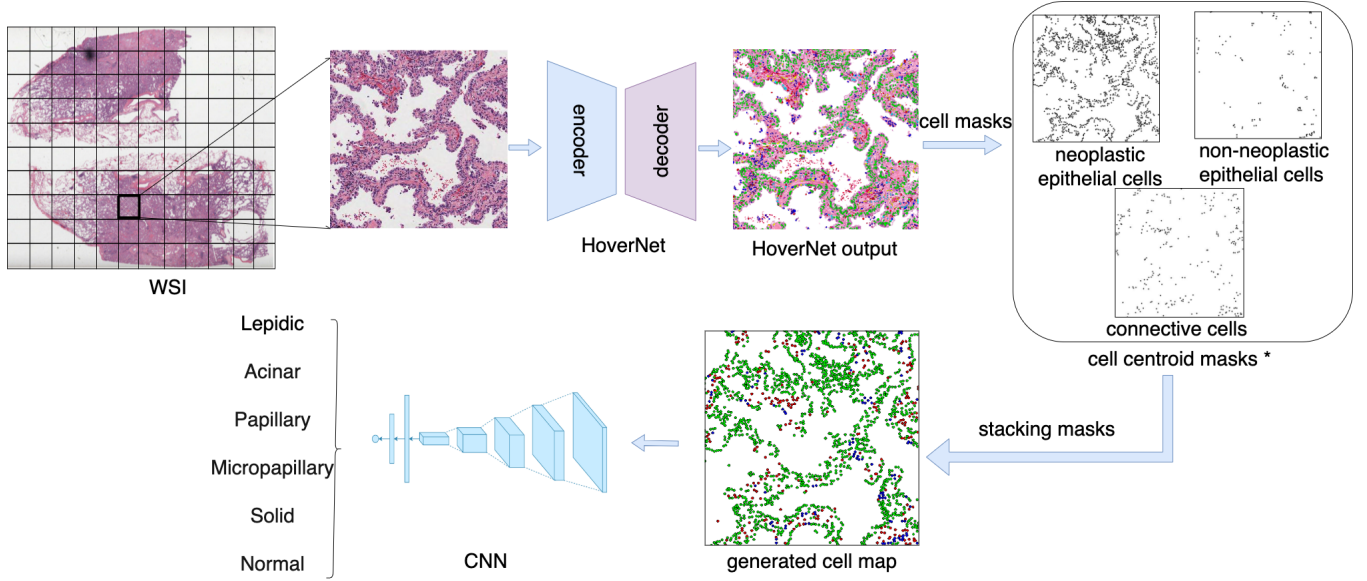 WSI
encoder
decoder
HoverNet
HoverNet output
cell masks
neoplastic
epithelial cells
non-neoplastic
epithelial cells
connective cells
cell centroid masks *
stacking masks
generated cell map
CNN
Lepidic
Acinar
Papillary
Micropapillary
Solid
Normal